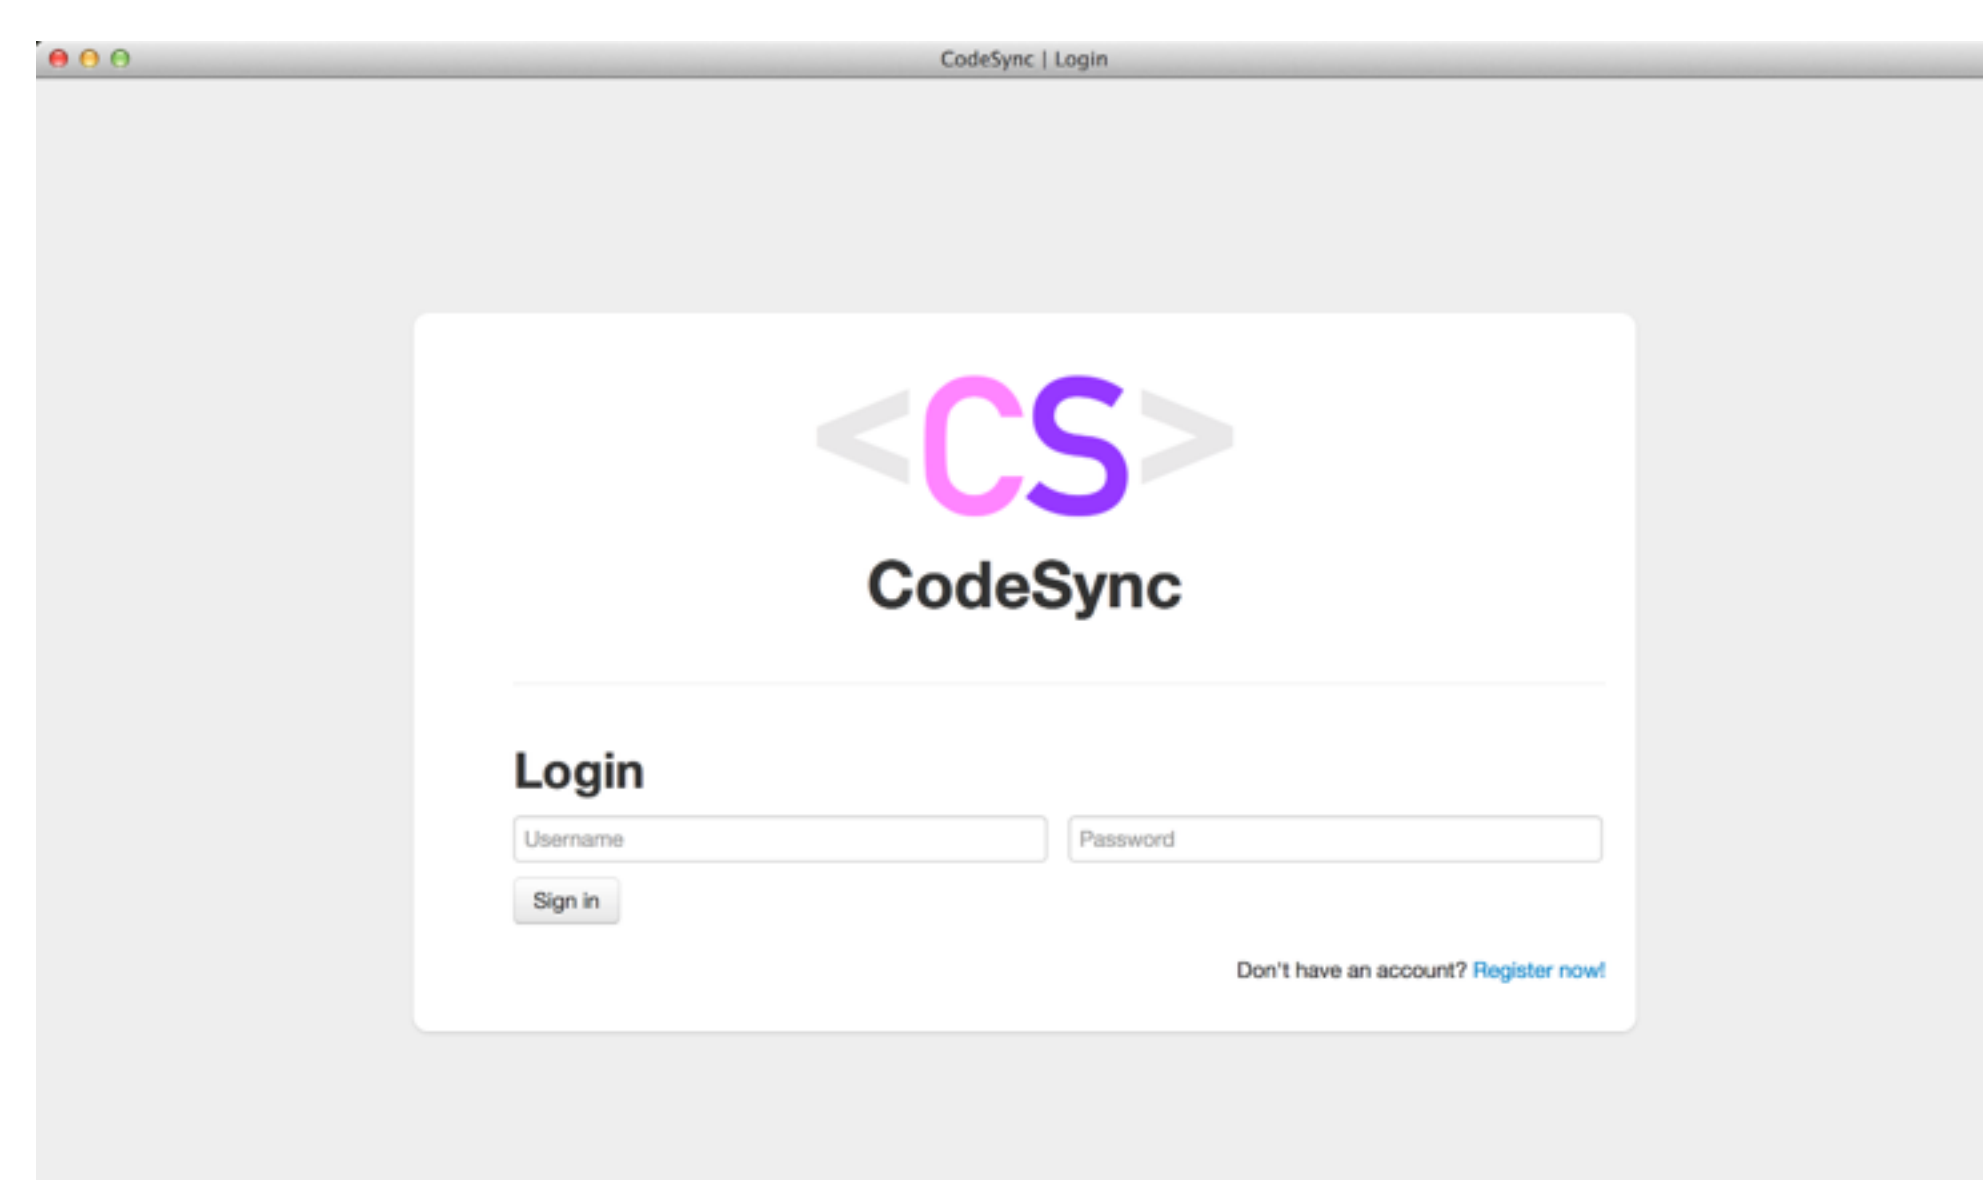 CodeSync | Login
<CS>
CodeSync
Login
Username Password
Sign in
Don't have an account? Register now!